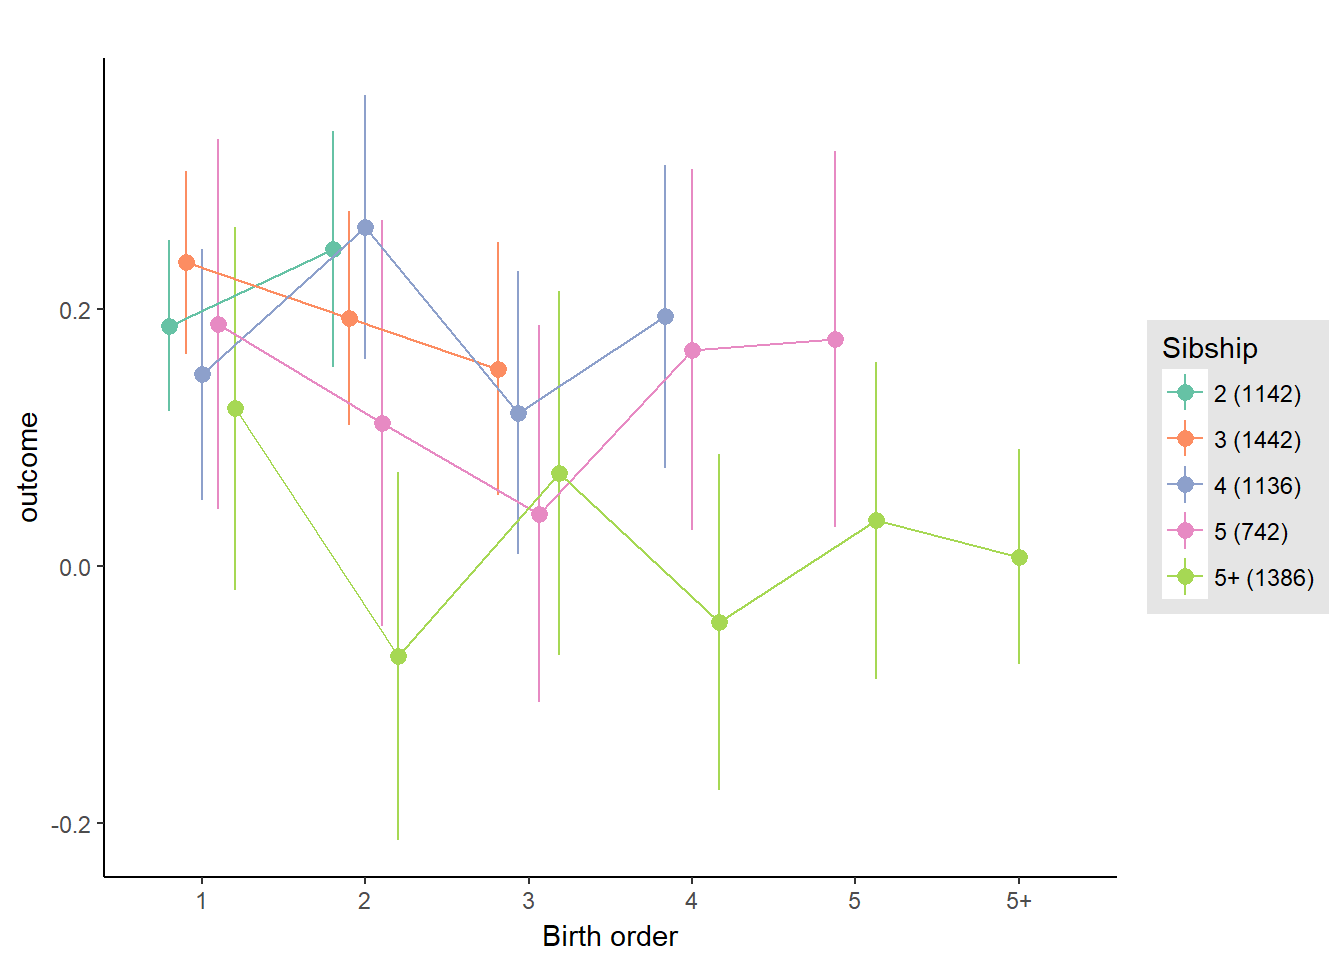 outcome
0.2
0.0
-0.2
1 2 3 4 5 5+
Birth order
Sibship
2 (1142)
3 (1442)
4 (1136)
5 (742)
5+ (1386)